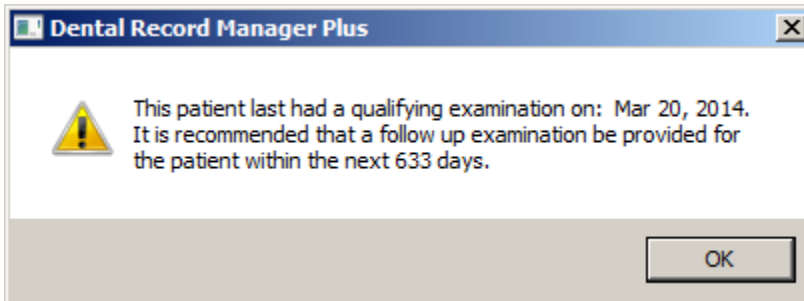 Dental Record Manager Plus
This patient last had a qualifying examination on:  Mar 20, 2014.
It is recommended that a follow up examination be provided for
the patient within the next 633 days.
OK